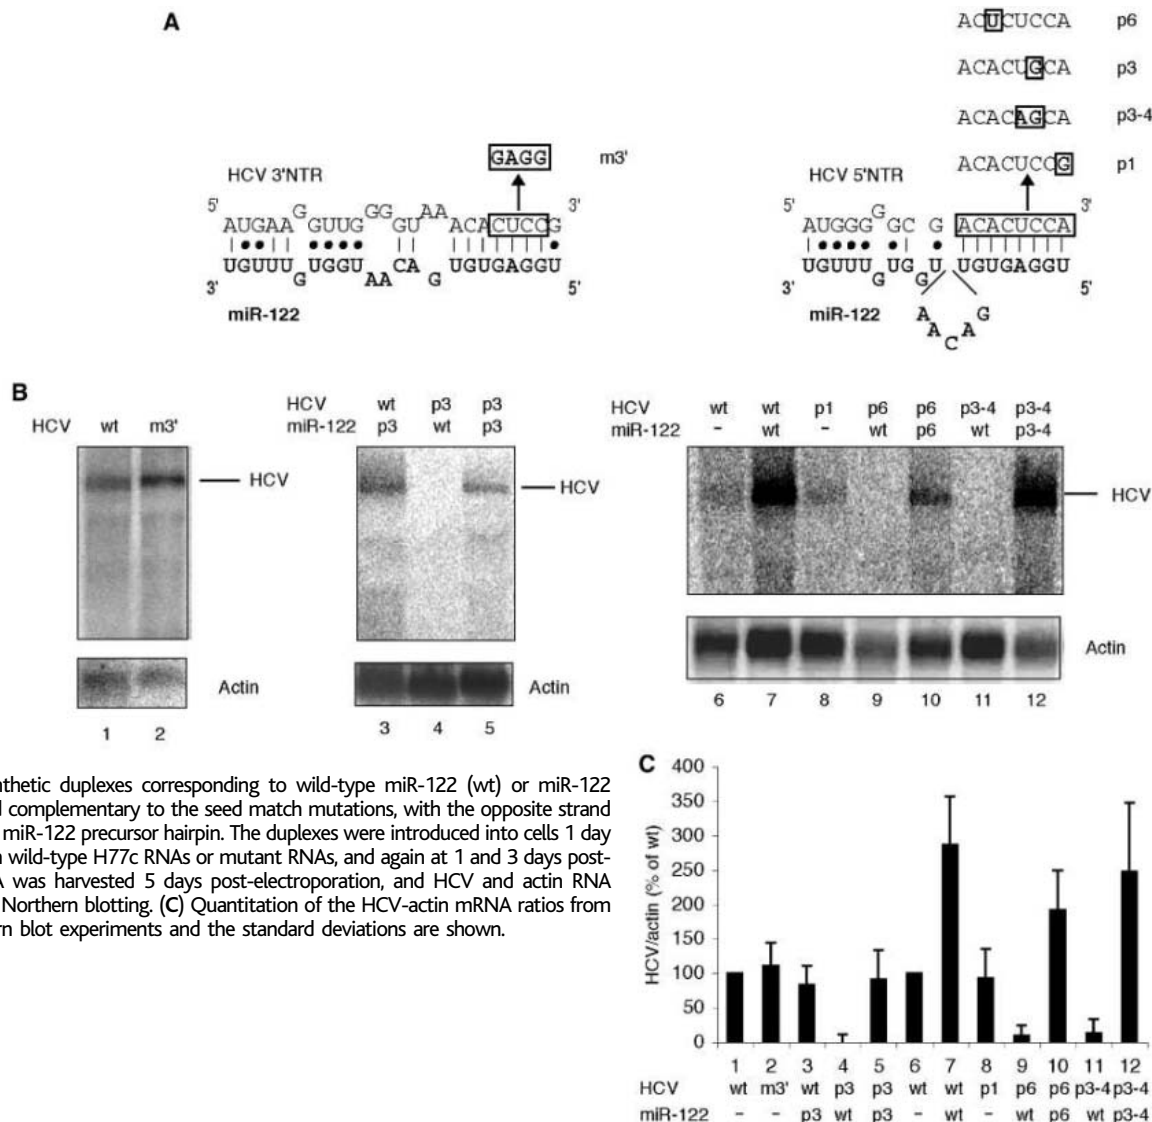 A
ACUCUCCA p6
ACACUGCA p3
ACACAGCA p3-4
ACACUCCG p1
GAGG m3'
HCV 3'NTR
5' AUGAA G GUUG GG GU AA ACA CUCC G 3'
3' UGUUU G UGGU AA CA G UGUGAGGU 5'
miR-122
HCV 5'NTR
5' AUGGG G GC G ACACUCCA 3'
3' UGUUU G UG G U UGUGAGGU 5'
A A C A G
miR-122
B
HCV wt m3'
HCV
Actin
1 2
HCV wt p3 p3
miR-122 p3 wt p3
HCV
Actin
3 4 5
HCV wt wt p1 p6 p6 p3-4 p3-4
miR-122 - wt - wt p6 wt p3-4
HCV
Actin
6 7 8 9 10 11 12
nthetic duplexes corresponding to wild-type miR-122 (wt) or miR-122
d complementary to the seed match mutations, with the opposite strand
miR-122 precursor hairpin. The duplexes were introduced into cells 1 day
n wild-type H77c RNAs or mutant RNAs, and again at 1 and 3 days post-
A was harvested 5 days post-electroporation, and HCV and actin RNA
Northern blotting. (C) Quantitation of the HCV-actin mRNA ratios from
rn blot experiments and the standard deviations are shown.
C
HCV/actin (% of wt)
400
350
300
250
200
150
100
50
0
1 2 3 4 5 6 7 8 9 10 11 12
HCV wt m3' wt p3 p3 wt wt p1 p6 p6 p3-4 p3-4
miR-122 - - p3 wt p3 - wt - wt p6 wt p3-4